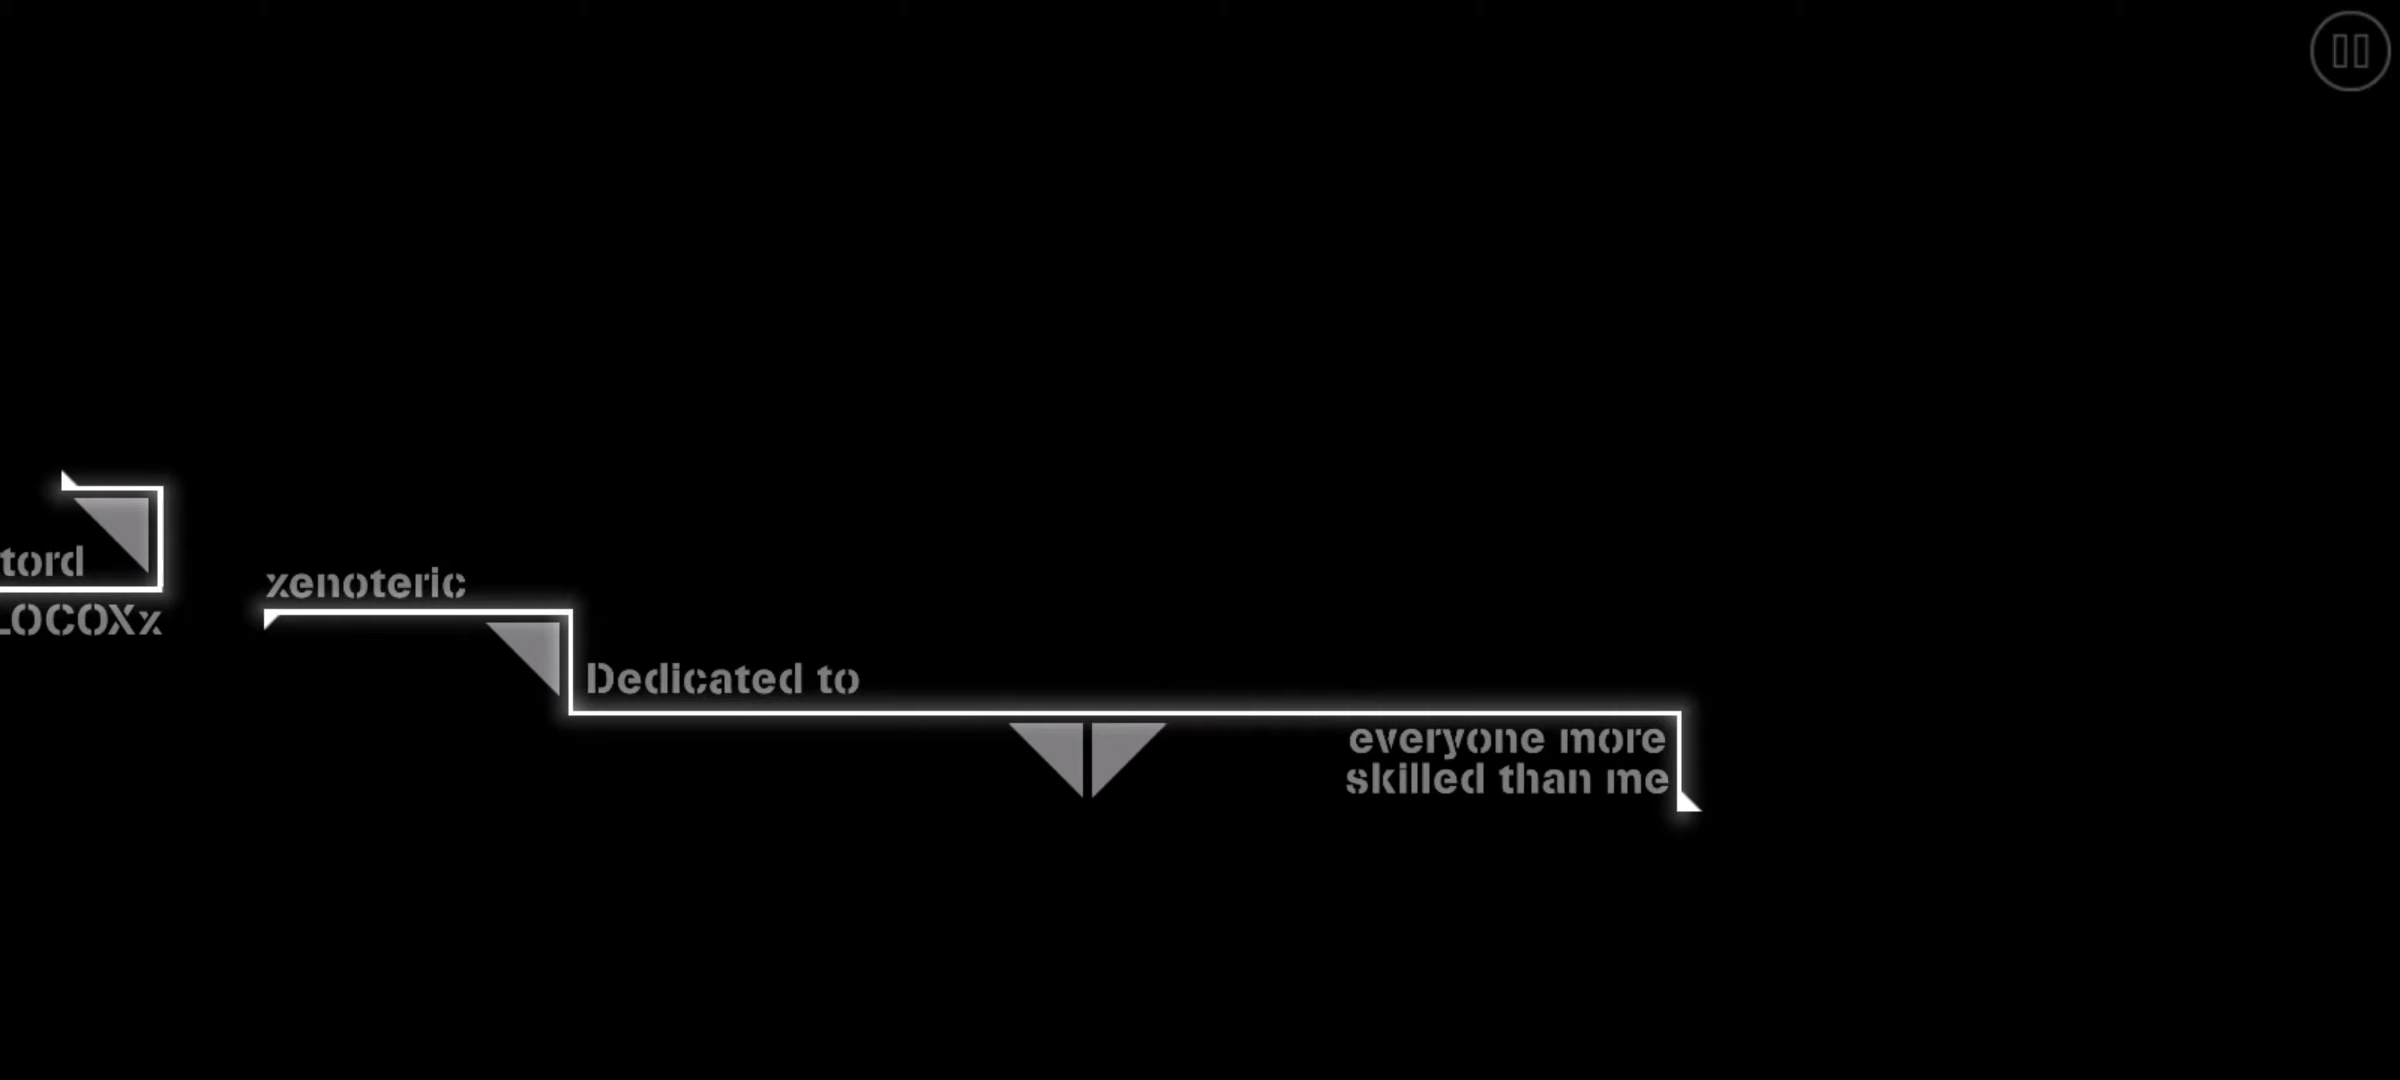 tord
LOCOXx
xenoteric
Dedicated to
everyone more
skilled than me